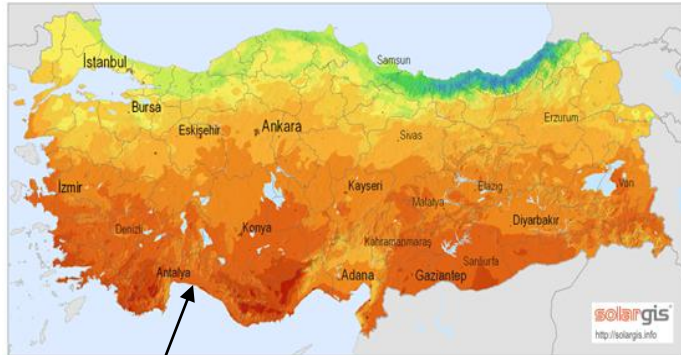 Samsun
İstanbul
Bursa
Eskişehir
Ankara
Sivas
Erzurum
İzmir
Kayseri
Elazığ
Van
Malatya
Diyarbakır
Denizli
Konya
Kahramanmaraş
Şanlıurfa
Antalya
Adana
Gaziantep
solargis
http://solargis.info